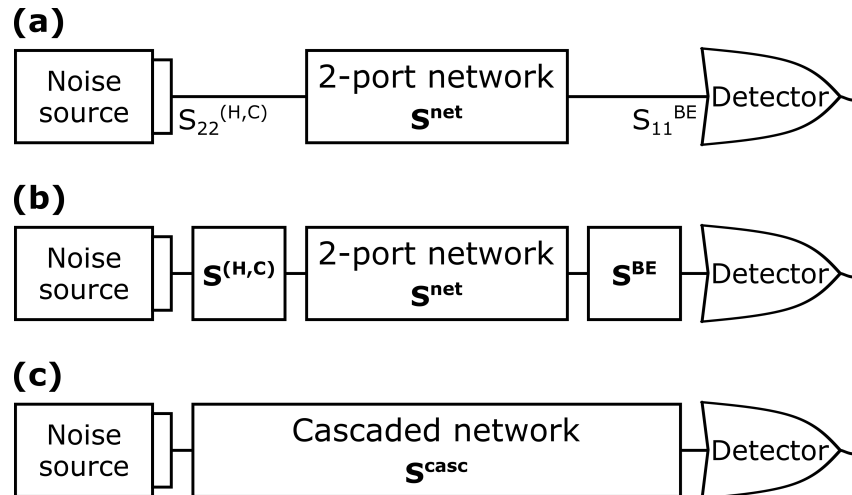 (a)
Noise
source
S22(H,C)
2-port network
Snet
S11BE
Detector
(b)
Noise
source
S(H,C)
2-port network
Snet
SBE
Detector
(c)
Noise
source
Cascaded network
Scasc
Detector